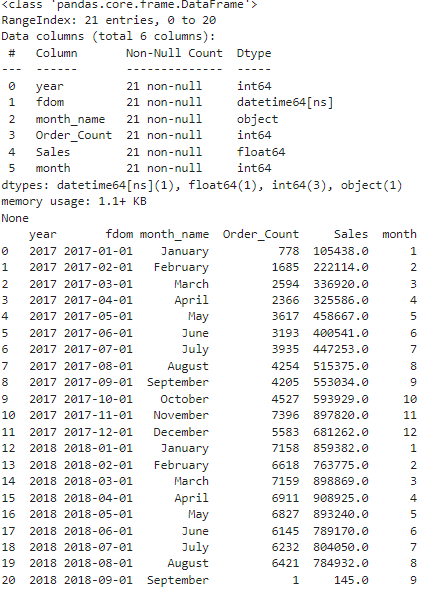 <class 'pandas.core.frame.DataFrame'>
RangeIndex: 21 entries, 0 to 20
Data columns (total 6 columns):
 #   Column       Non-Null Count  Dtype
---  ------       --------------  -----
 0   year         21 non-null     int64
 1   fdom         21 non-null     datetime64[ns]
 2   month_name   21 non-null     object
 3   Order_Count  21 non-null     int64
 4   Sales        21 non-null     float64
 5   month        21 non-null     int64
dtypes: datetime64[ns](1), float64(1), int64(3), object(1)
memory usage: 1.1+ KB
None
    year       fdom month_name  Order_Count     Sales  month
0   2017 2017-01-01    January          778  105438.0      1
1   2017 2017-02-01   February         1685  222114.0      2
2   2017 2017-03-01      March         2594  336920.0      3
3   2017 2017-04-01      April         2366  325586.0      4
4   2017 2017-05-01        May         3617  458667.0      5
5   2017 2017-06-01       June         3193  400541.0      6
6   2017 2017-07-01       July         3935  447253.0      7
7   2017 2017-08-01     August         4254  515375.0      8
8   2017 2017-09-01  September         4205  553034.0      9
9   2017 2017-10-01    October         4527  593929.0     10
10  2017 2017-11-01   November         7396  897820.0     11
11  2017 2017-12-01   December         5583  681262.0     12
12  2018 2018-01-01    January         7158  859382.0      1
13  2018 2018-02-01   February         6618  763775.0      2
14  2018 2018-03-01      March         7159  898869.0      3
15  2018 2018-04-01      April         6911  908925.0      4
16  2018 2018-05-01        May         6827  893240.0      5
17  2018 2018-06-01       June         6145  789170.0      6
18  2018 2018-07-01       July         6232  804050.0      7
19  2018 2018-08-01     August         6421  784932.0      8
20  2018 2018-09-01  September            1     145.0      9